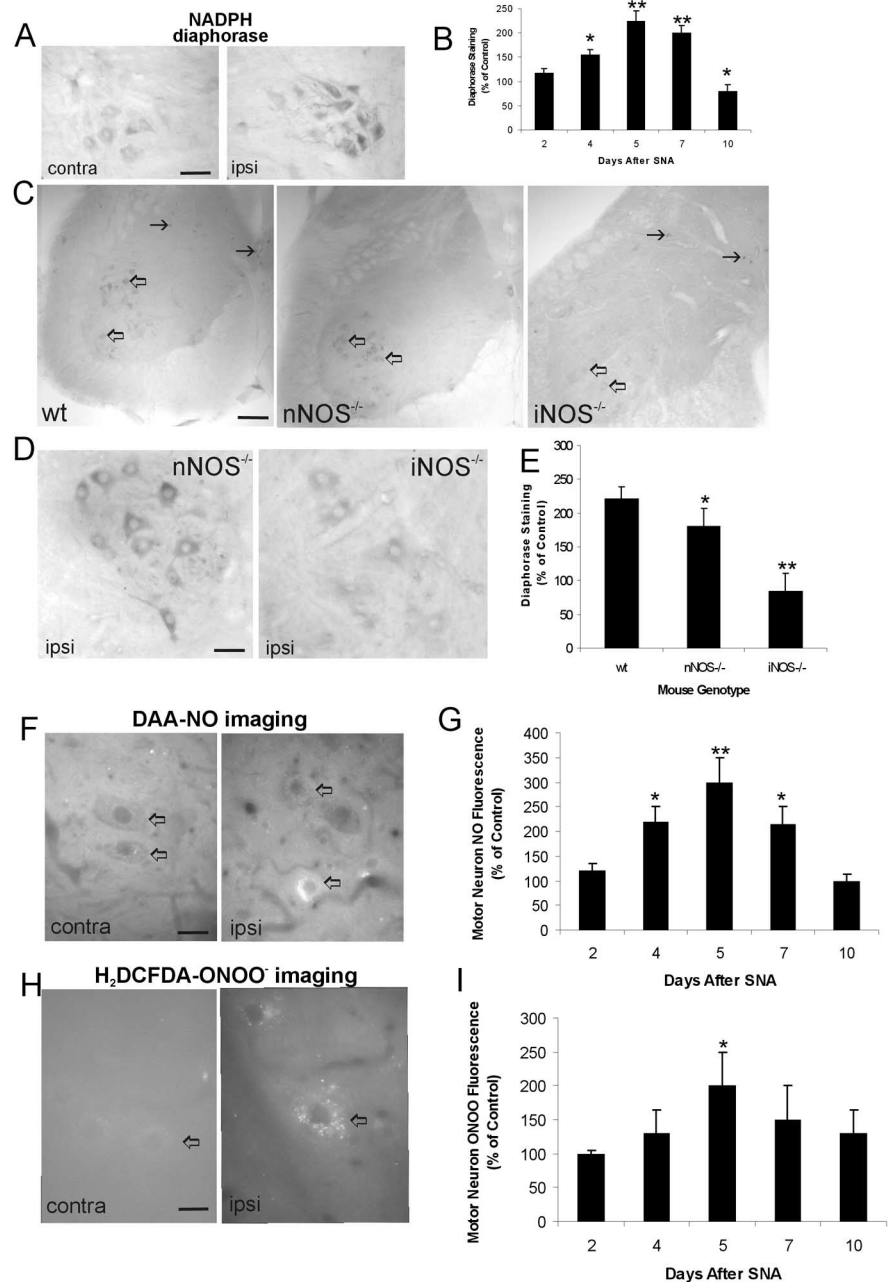 A
NADPH
diaphorase
contra
ipsi
B
Diaphorase Staining
(% of Control)
250
200
150
100
50
0
*
**
**
*
2 4 5 7 10
Days After SNA
C
wt
nNOS-/-
iNOS-/-
D
nNOS-/-
ipsi
iNOS-/-
ipsi
E
Diaphorase Staining
(% of Control)
300
250
200
150
100
50
0
*
**
wt nNOS-/- iNOS-/-
Mouse Genotype
F
DAA-NO imaging
contra
ipsi
G
Motor Neuron NO Fluorescence
(% of Control)
400
350
300
250
200
150
100
50
0
*
**
*
2 4 5 7 10
Days After SNA
H
H₂DCFDA-ONOO⁻ imaging
contra
ipsi
I
Motor Neuron ONOO Fluorescence
(% of Control)
300
250
200
150
100
50
0
*
2 4 5 7 10
Days After SNA